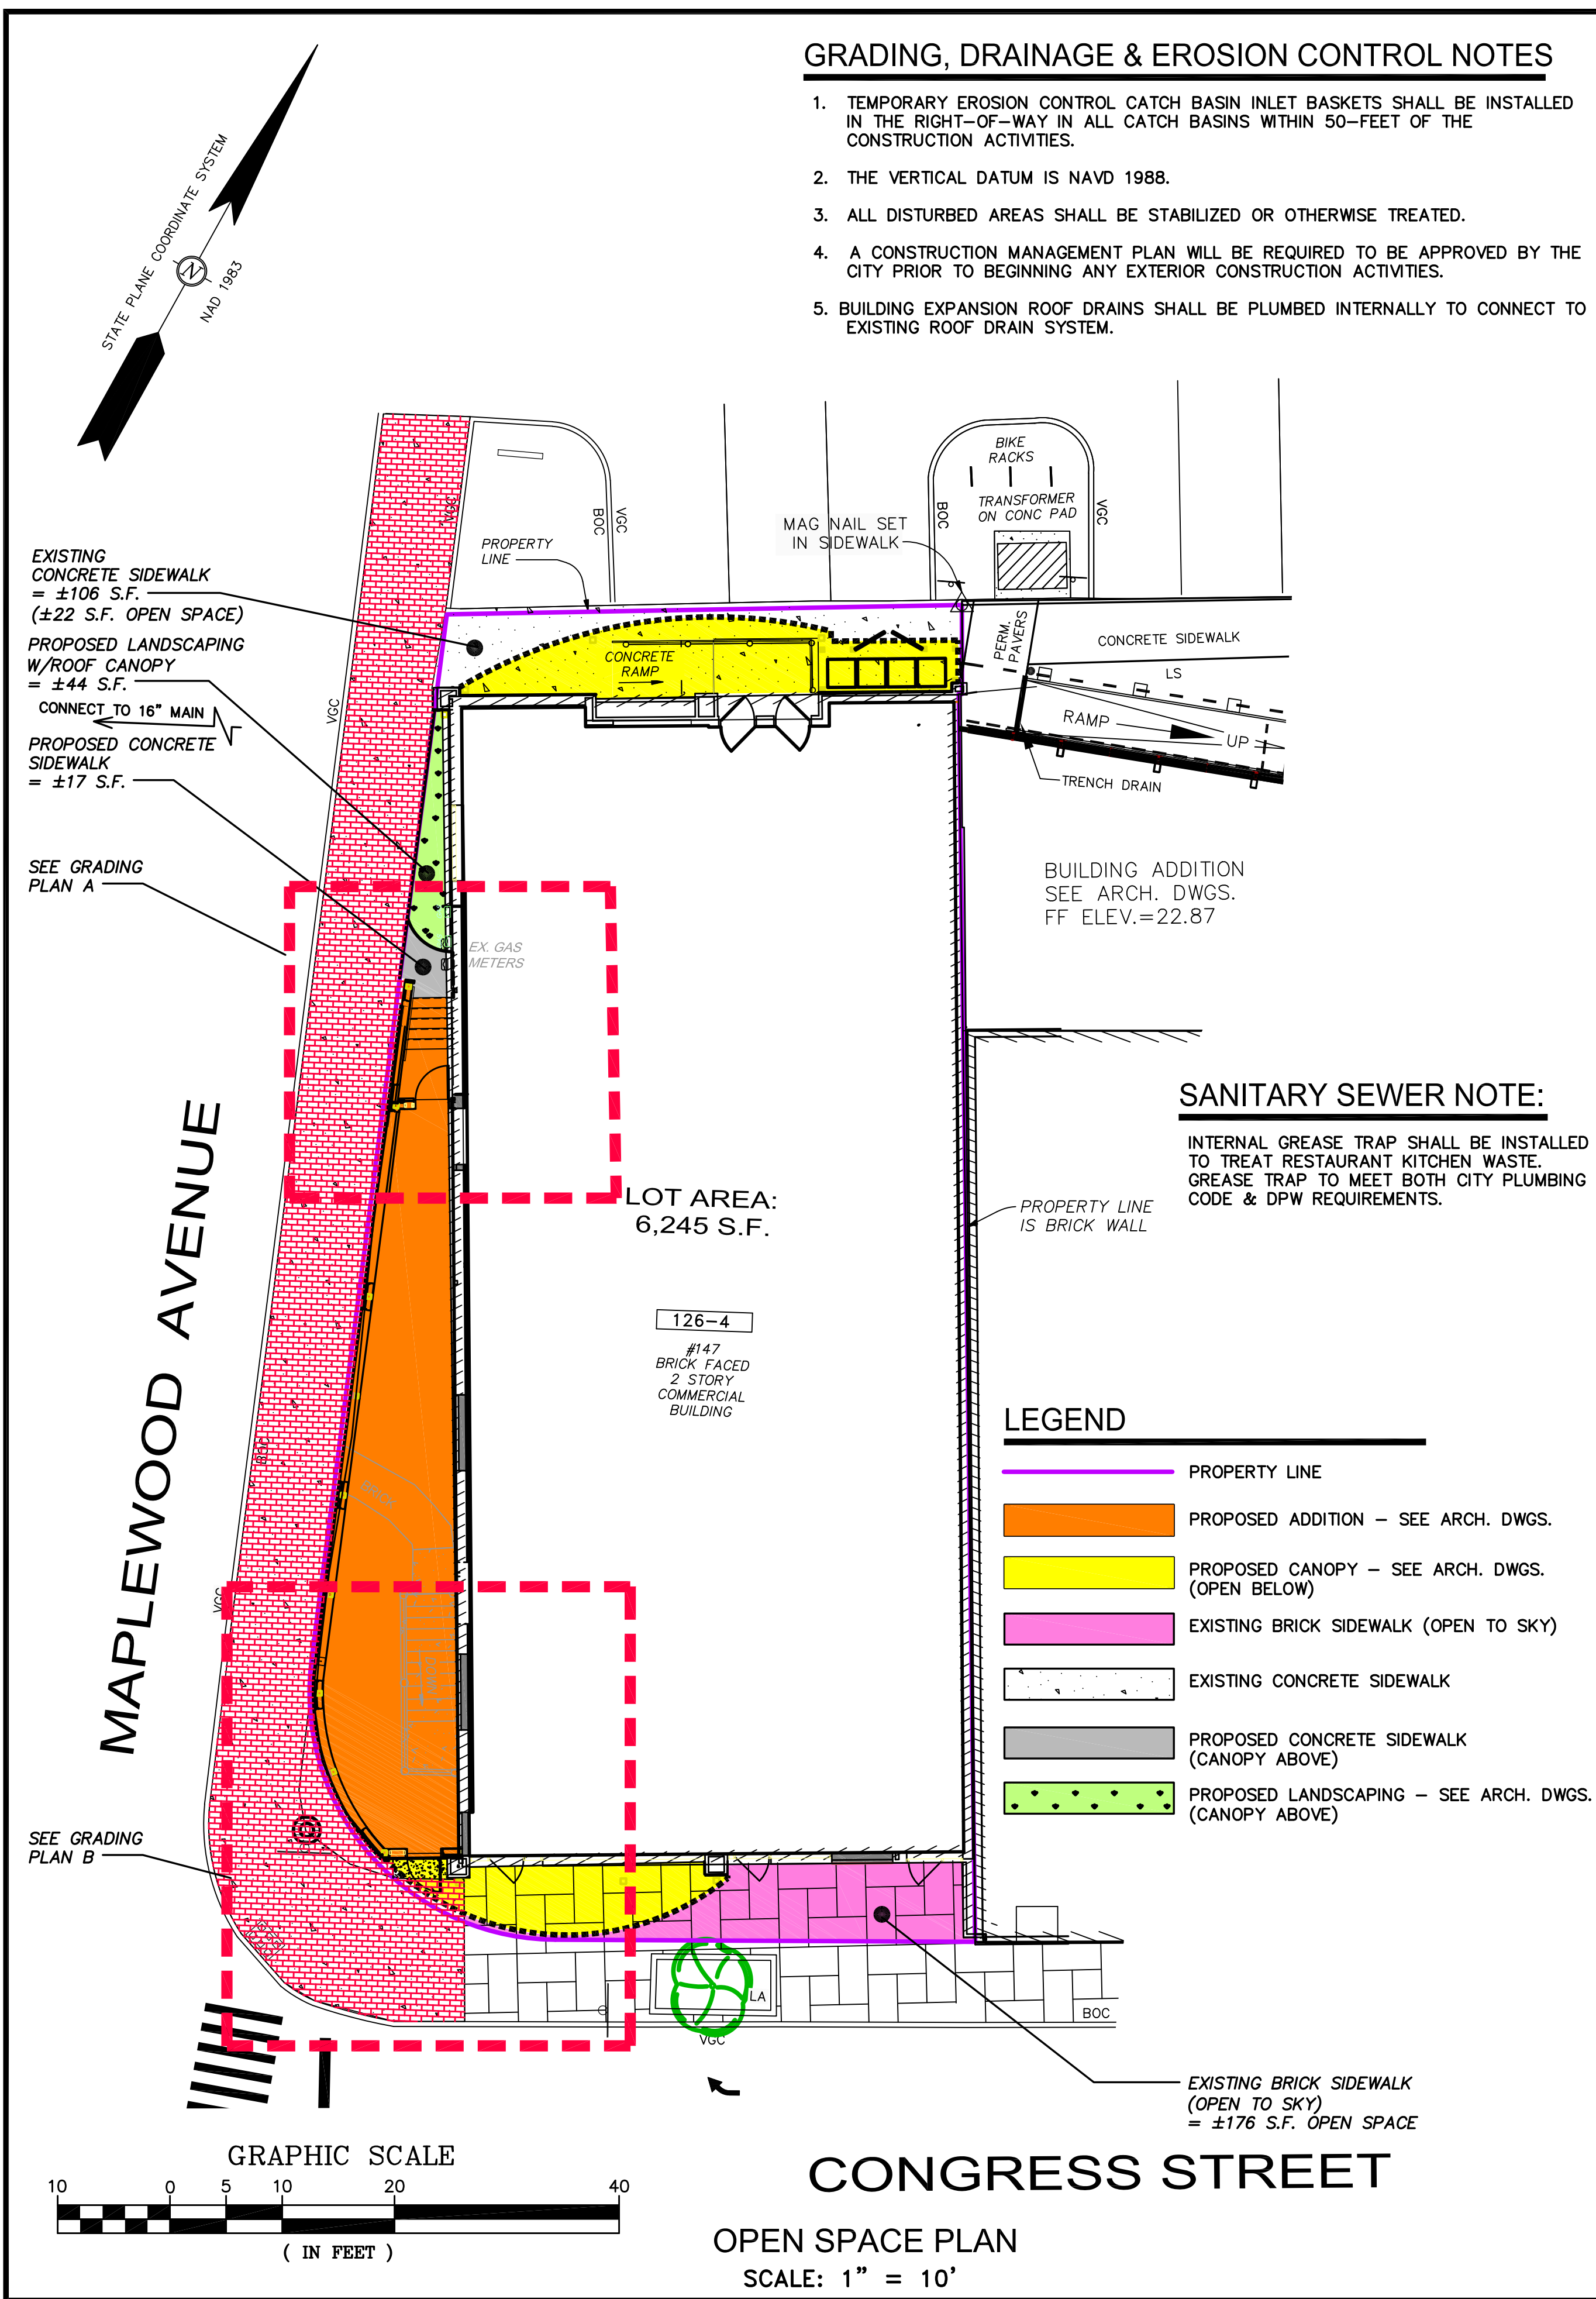 GRADING, DRAINAGE & EROSION CONTROL NOTES
1. TEMPORARY EROSION CONTROL CATCH BASIN INLET BASKETS SHALL BE INSTALLED
IN THE RIGHT-OF-WAY IN ALL CATCH BASINS WITHIN 50-FEET OF THE
CONSTRUCTION ACTIVITIES.
2. THE VERTICAL DATUM IS NAVD 1988.
3. ALL DISTURBED AREAS SHALL BE STABILIZED OR OTHERWISE TREATED.
4. A CONSTRUCTION MANAGEMENT PLAN WILL BE REQUIRED TO BE APPROVED BY THE
CITY PRIOR TO BEGINNING ANY EXTERIOR CONSTRUCTION ACTIVITIES.
5. BUILDING EXPANSION ROOF DRAINS SHALL BE PLUMBED INTERNALLY TO CONNECT TO
EXISTING ROOF DRAIN SYSTEM.
STATE PLANE COORDINATE SYSTEM
N
NAD 1983
BIKE
RACKS
TRANSFORMER
ON CONC PAD
BOC
VGC
MAG NAIL SET
IN SIDEWALK
VGC
BOC
VGC
PROPERTY
LINE
EXISTING
CONCRETE SIDEWALK
= ±106 S.F.
(±22 S.F. OPEN SPACE)
PROPOSED LANDSCAPING
W/ROOF CANOPY
= ±44 S.F.
CONNECT TO 16" MAIN
PROPOSED CONCRETE
SIDEWALK
= ±17 S.F.
SEE GRADING
PLAN A
VGC
CONCRETE
RAMP
PERM.
PAVERS
CONCRETE SIDEWALK
LS
RAMP
UP
TRENCH DRAIN
BUILDING ADDITION
SEE ARCH. DWGS.
FF ELEV.=22.87
EX. GAS
METERS
SANITARY SEWER NOTE:
INTERNAL GREASE TRAP SHALL BE INSTALLED
TO TREAT RESTAURANT KITCHEN WASTE.
GREASE TRAP TO MEET BOTH CITY PLUMBING
CODE & DPW REQUIREMENTS.
LOT AREA:
6,245 S.F.
PROPERTY LINE
IS BRICK WALL
126-4
#147
BRICK FACED
2 STORY
COMMERCIAL
BUILDING
MAPLEWOOD AVENUE
BOC
BRICK
VGC
LEGEND
PROPERTY LINE
PROPOSED ADDITION - SEE ARCH. DWGS.
PROPOSED CANOPY - SEE ARCH. DWGS.
(OPEN BELOW)
EXISTING BRICK SIDEWALK (OPEN TO SKY)
EXISTING CONCRETE SIDEWALK
PROPOSED CONCRETE SIDEWALK
(CANOPY ABOVE)
PROPOSED LANDSCAPING - SEE ARCH. DWGS.
(CANOPY ABOVE)
SEE GRADING
PLAN B
LA
VGC
BOC
EXISTING BRICK SIDEWALK
(OPEN TO SKY)
= ±176 S.F. OPEN SPACE
CONGRESS STREET
GRAPHIC SCALE
10 0 5 10 20 40
( IN FEET )
OPEN SPACE PLAN
SCALE: 1" = 10'